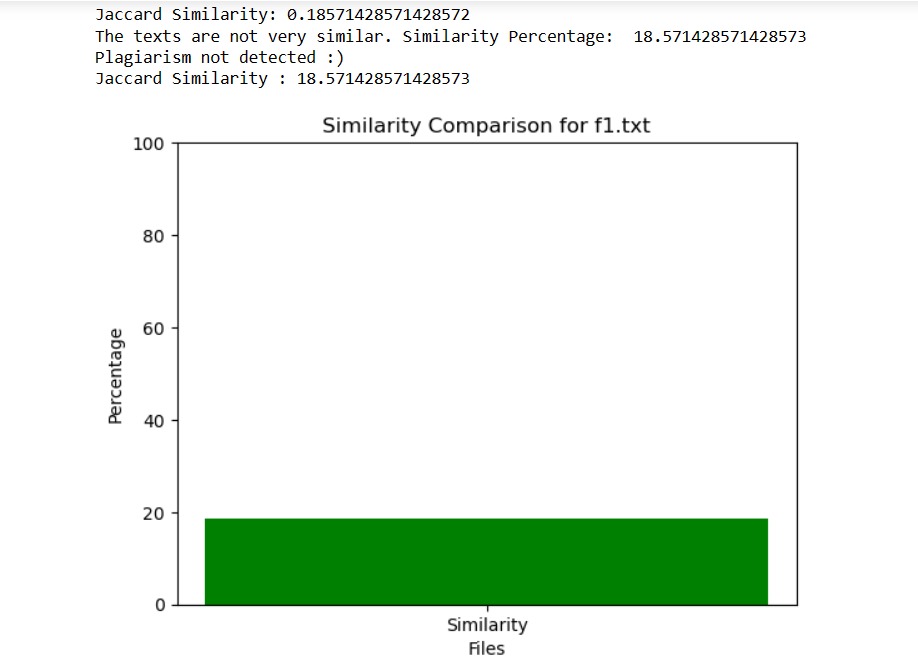 Jaccard Similarity: 0.18571428571428572
The texts are not very similar. Similarity Percentage:  18.571428571428573
Plagiarism not detected :)
Jaccard Similarity : 18.571428571428573
Similarity Comparison for f1.txt
100
80
60
40
20
0
Percentage
Similarity
Files